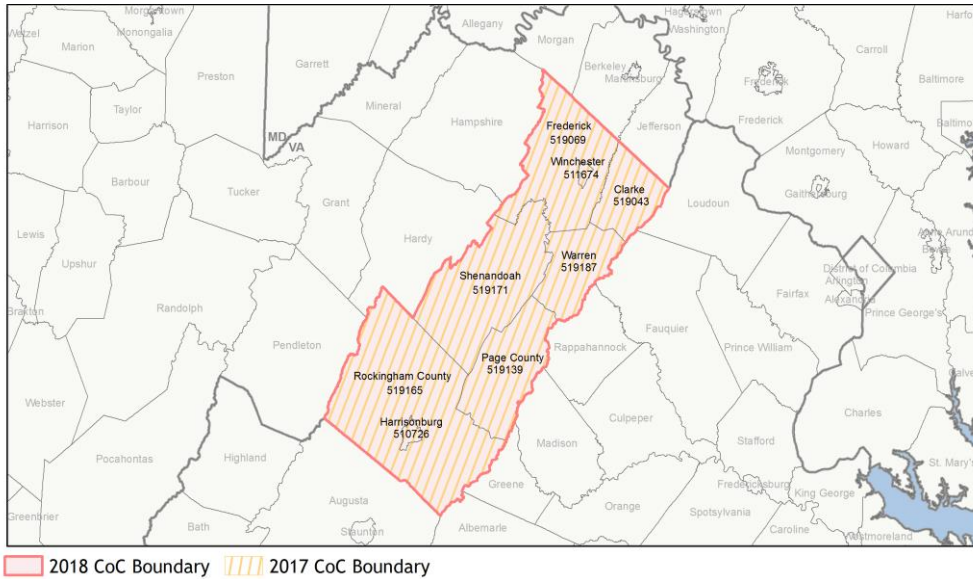 Morgantown
Monongalia
Wetzel
Marion
Preston
Garrett
Allegany
Morgan
Hagerstown
Washington
Carroll
Berkeley
Martinsburg
Frederick
Baltimore
Taylor
Harrison
Mineral
Hampshire
Frederick
519069
Jefferson
Frederick
Howard
MD
VA
Winchester
511674
Montgomery
Barbour
Tucker
Grant
Clarke
519043
Loudoun
Gaithersburg
Lewis
Upshur
Hardy
Warren
519187
District of Columbia
Arlington
Alexandria
Shenandoah
519171
Fairfax
Prince George's
Braxton
Randolph
Fauquier
Pendleton
Page County
519139
Rappahannock
Prince William
Rockingham County
519165
Webster
Culpeper
Charles
Harrisonburg
510726
Madison
Stafford
Pocahontas
Highland
St. Mary's
Greene
Fredericksburg
King George
Augusta
Orange
Spotsylvania
Greenbrier
Bath
Staunton
Albemarle
Caroline
Westmoreland
2018 CoC Boundary 2017 CoC Boundary